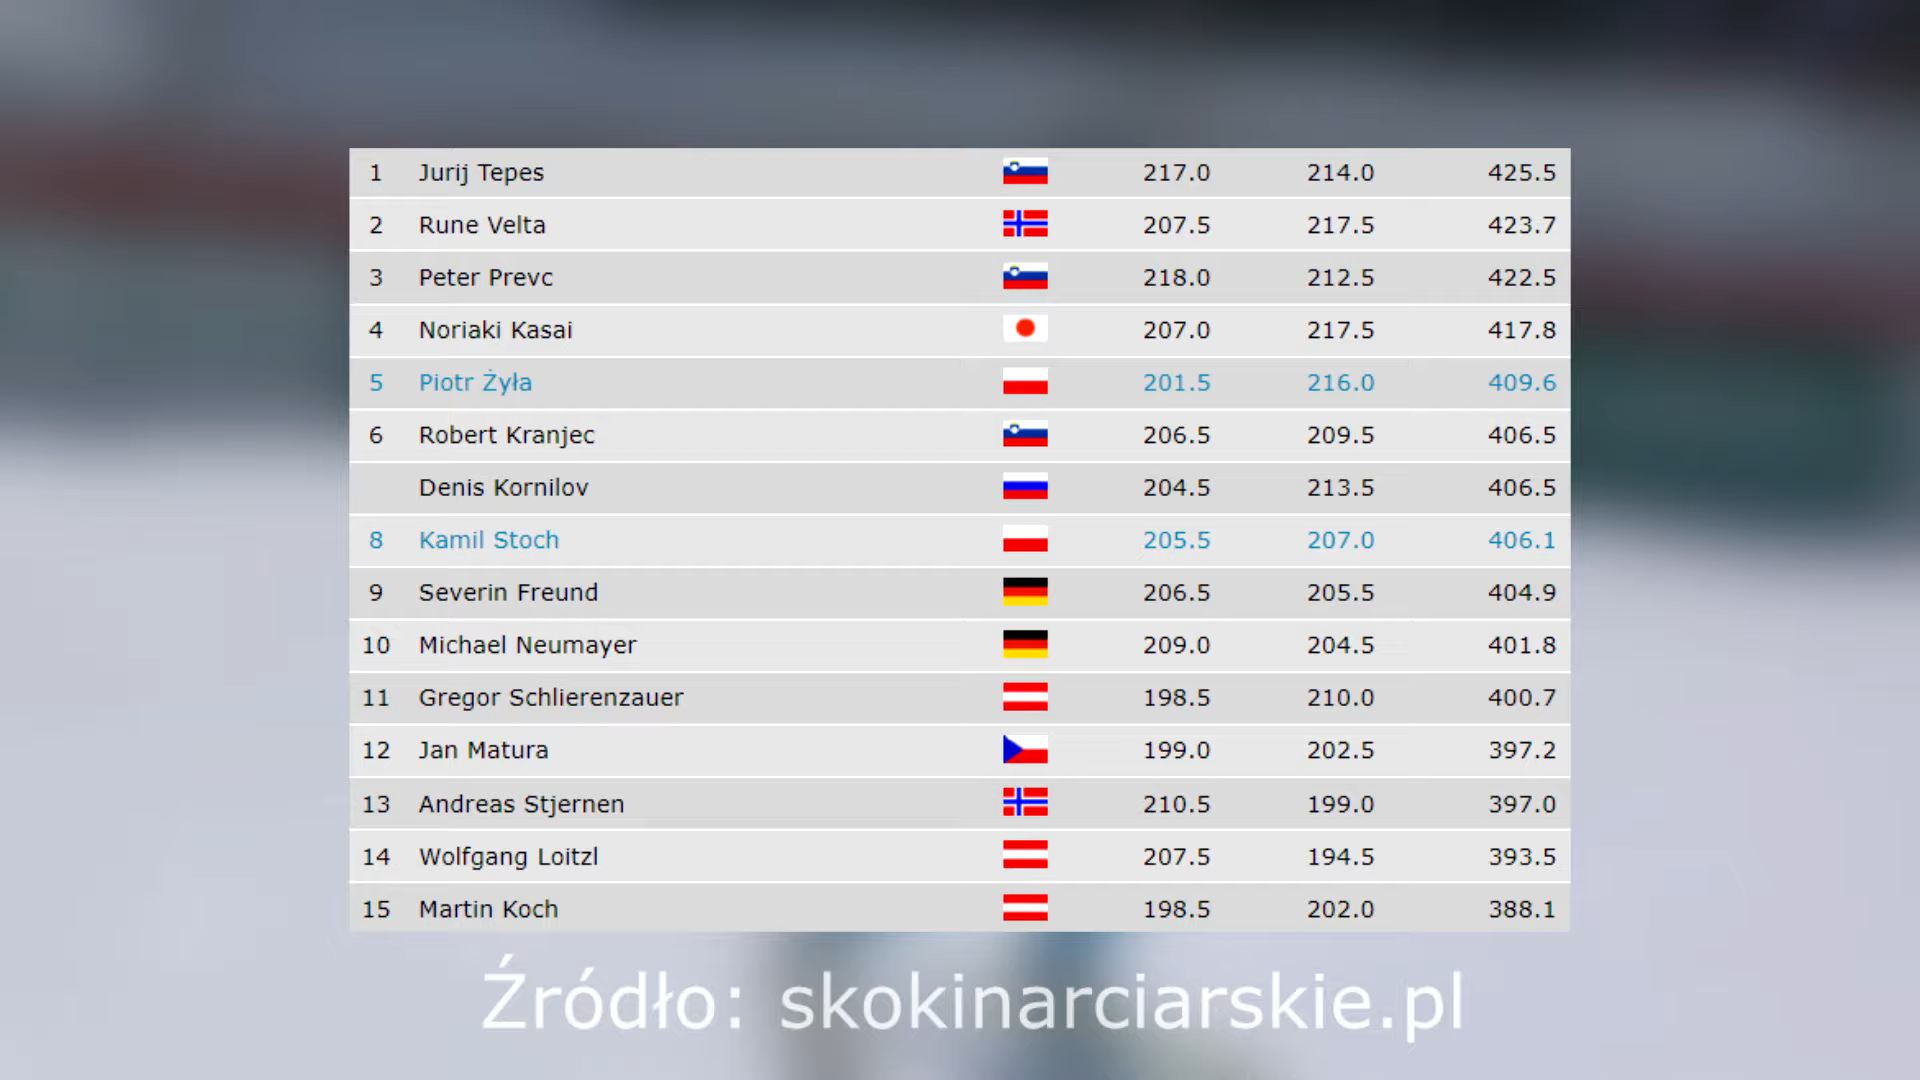 1 Jurij Tepes 217.0 214.0 425.5
2 Rune Velta 207.5 217.5 423.7
3 Peter Prevc 218.0 212.5 422.5
4 Noriaki Kasai 207.0 217.5 417.8
5 Piotr Żyła 201.5 216.0 409.6
6 Robert Kranjec 206.5 209.5 406.5
Denis Kornilov 204.5 213.5 406.5
8 Kamil Stoch 205.5 207.0 406.1
9 Severin Freund 206.5 205.5 404.9
10 Michael Neumayer 209.0 204.5 401.8
11 Gregor Schlierenzauer 198.5 210.0 400.7
12 Jan Matura 199.0 202.5 397.2
13 Andreas Stjernen 210.5 199.0 397.0
14 Wolfgang Loitzl 207.5 194.5 393.5
15 Martin Koch 198.5 202.0 388.1
Źródło: skokinarciarskie.pl